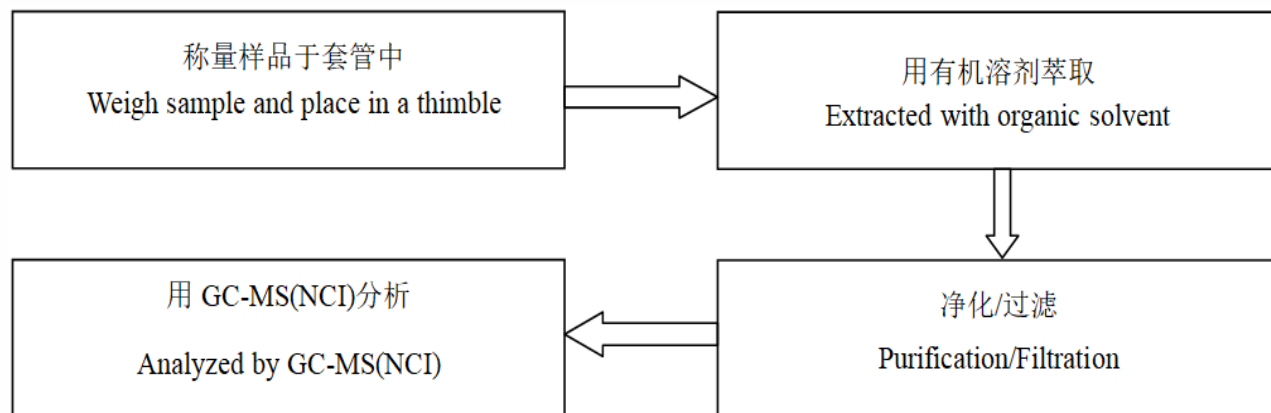 称量样品于套管中
Weigh sample and place in a thimble
用有机溶剂萃取
Extracted with organic solvent
净化/过滤
Purification/Filtration
用 GC-MS(NCI)分析
Analyzed by GC-MS(NCI)